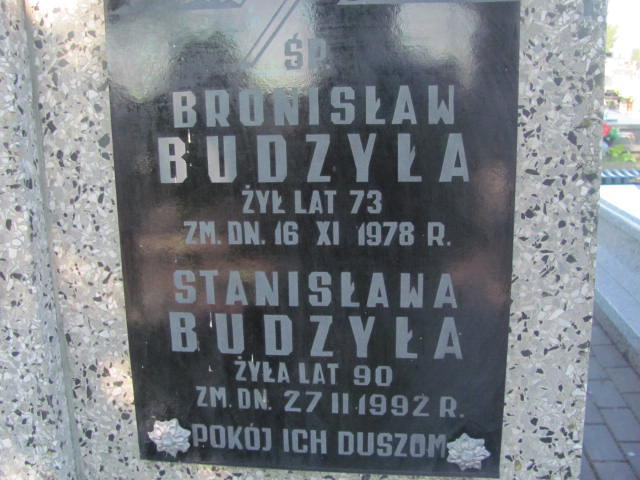 ŚP.
BRONISŁAW
BUDZYŁA
ŻYŁ LAT 73
ZM. DN. 16 XI 1978 R.
STANISŁAWA
BUDZYŁA
ŻYŁA LAT 90
ZM. DN. 27 II 1992 R.
POKÓJ ICH DUSZOM